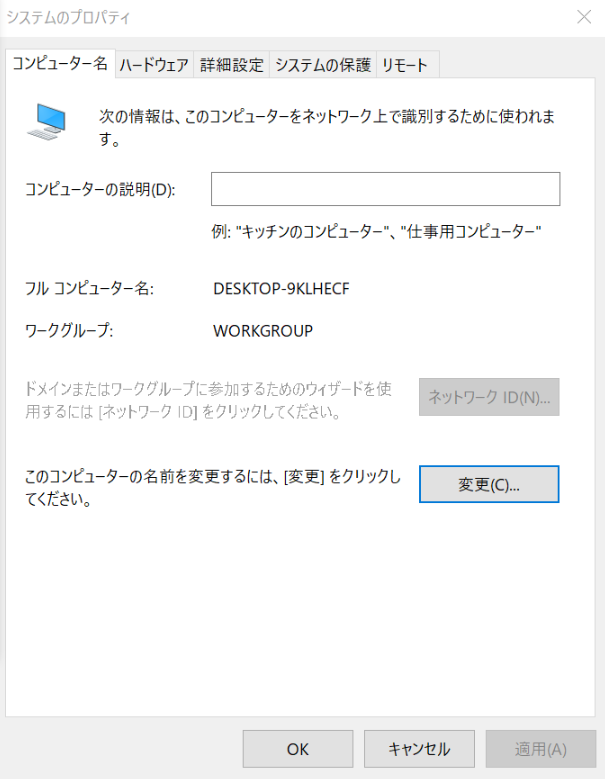 システムのプロパティ
コンピューター名 ハードウェア 詳細設定 システムの保護 リモート
次の情報は、このコンピューターをネットワーク上で識別するために使われま
す。
コンピューターの説明(D):
例: "キッチンのコンピューター"、"仕事用コンピューター"
フル コンピューター名: DESKTOP-9KLHECF
ワークグループ: WORKGROUP
ドメインまたはワークグループに参加するためのウィザードを使
用するには [ネットワーク ID] をクリックしてください。
ネットワーク ID(N)...
このコンピューターの名前を変更するには、[変更] をクリックし
てください。
変更(C)...
OK キャンセル 適用(A)